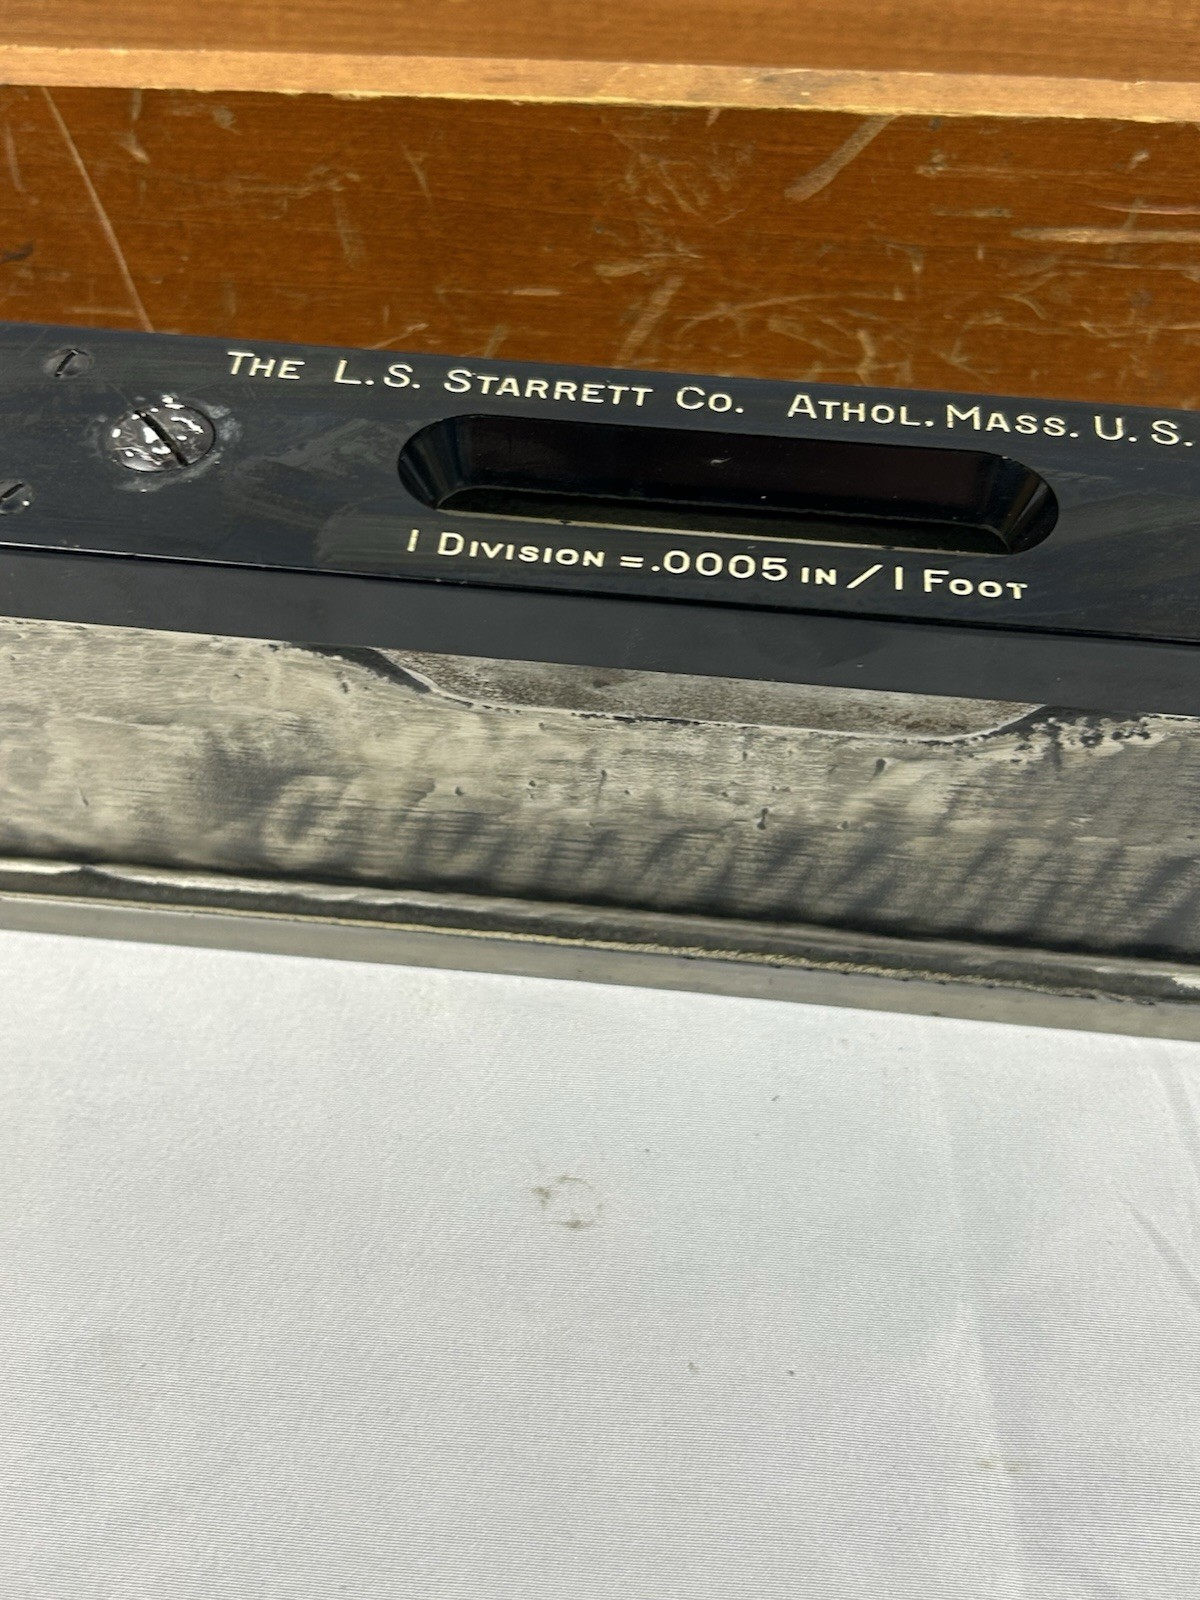 THE L.S. STARRETT CO. ATHOL. MASS. U.S.
1 DIVISION = .0005 IN / 1 FOOT